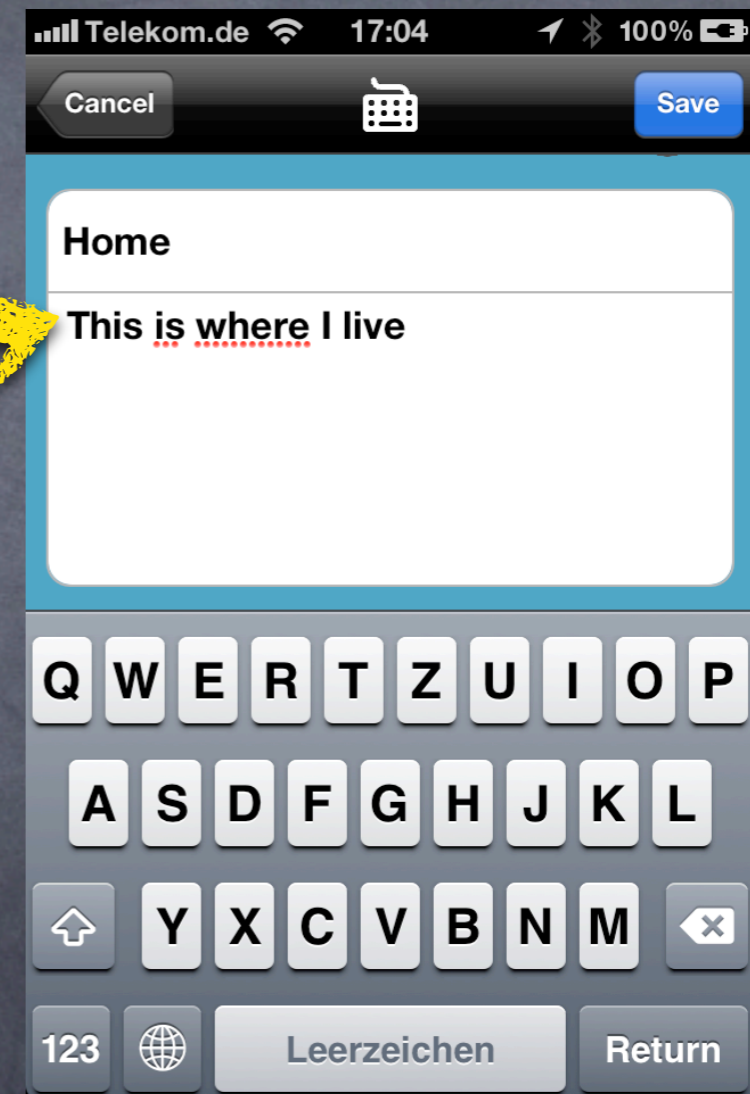 Telekom.de 17:04 100%
Cancel Save
Home
This is where I live
Q W E R T Z U I O P
A S D F G H J K L
Y X C V B N M
123 Leerzeichen Return